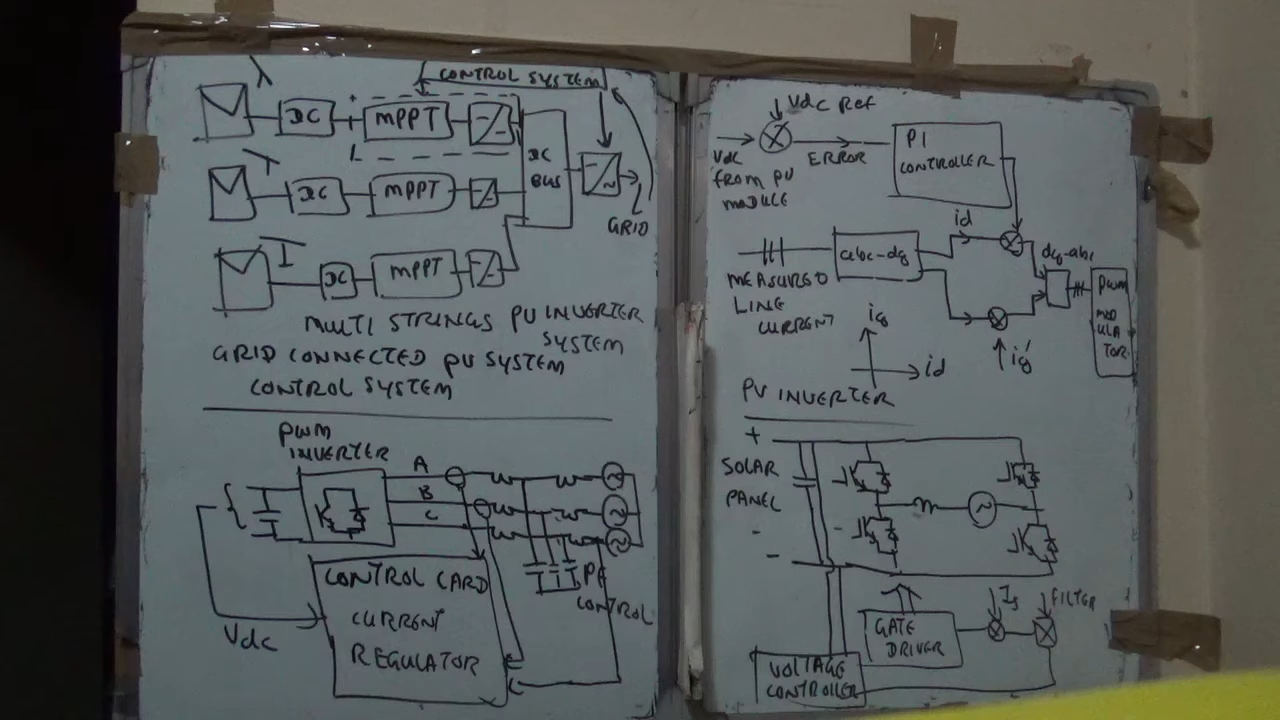 CONTROL SYSTEM
DC
+
MPPT
DC
BUS
GRID
DC
MPPT
DC
MPPT
MULTI STRINGS PV INVERTER
SYSTEM
GRID CONNECTED PV SYSTEM
CONTROL SYSTEM
PWM
INVERTER
A
B
C
CONTROL CARD
CURRENT
REGULATOR
Vdc
PF
CONTROL
Vdc Ref
Vdc
FROM PV
MODULE
ERROR
PI
CONTROLLER
id
abc-dq
MEASURED
LINE
CURRENT
dq-abc
PWM
MODULA
TOR
iq'
iq
id
PV INVERTER
+
SOLAR
PANEL
-
-
GATE
DRIVER
FILTER
VOLTAGE
CONTROLLER